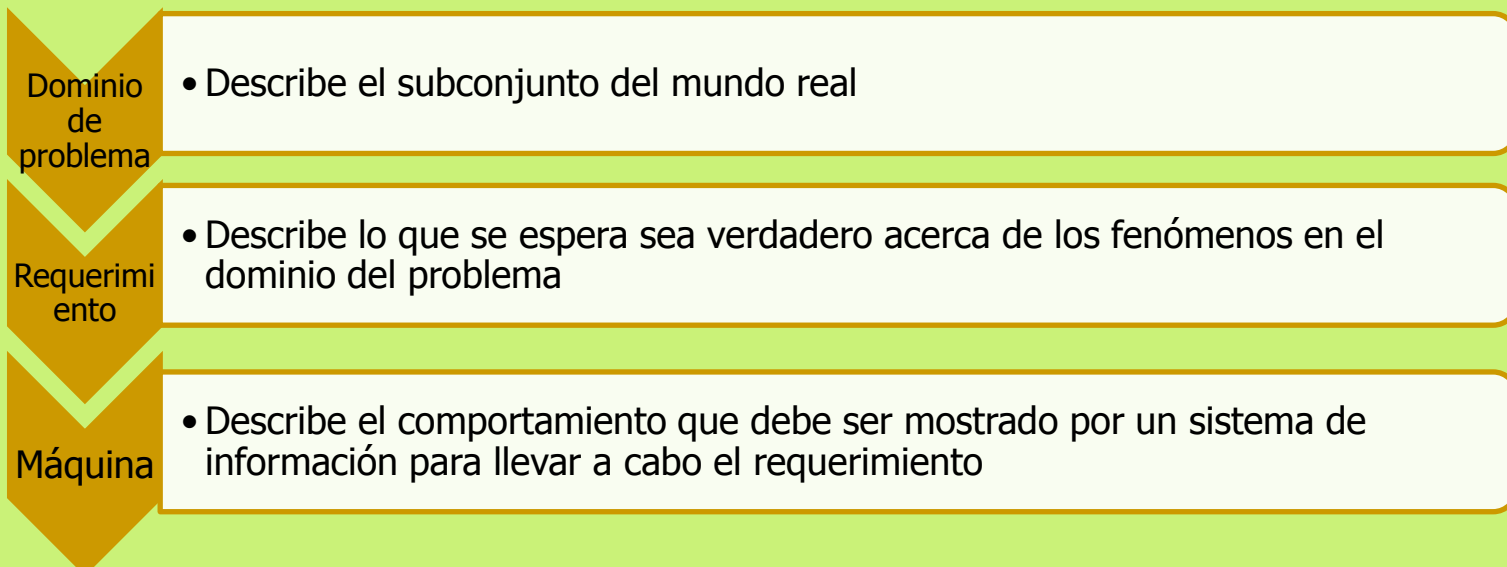 Dominio
de
problema
• Describe el subconjunto del mundo real
Requerimi
ento
• Describe lo que se espera sea verdadero acerca de los fenómenos en el
dominio del problema
Máquina
• Describe el comportamiento que debe ser mostrado por un sistema de
información para llevar a cabo el requerimiento